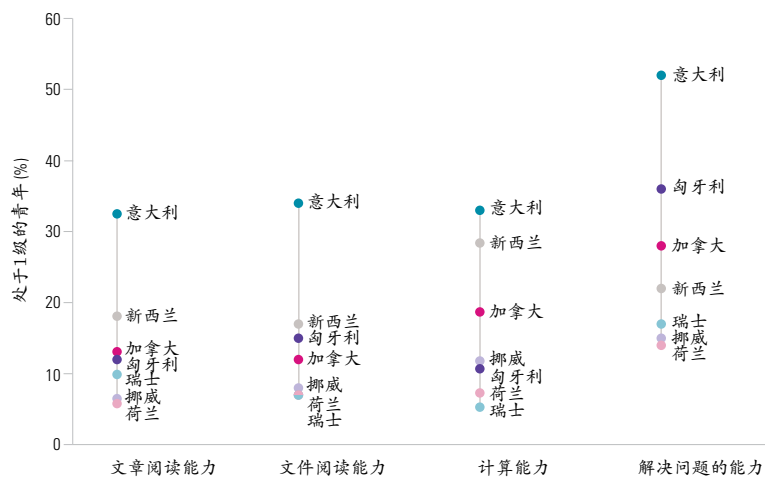 60
50
40
30
20
10
0
处于1级的青年(%)
意大利
新西兰
加拿大
匈牙利
瑞士
挪威
荷兰
文章阅读能力
意大利
新西兰
匈牙利
加拿大
挪威
荷兰
瑞士
文件阅读能力
意大利
新西兰
加拿大
挪威
匈牙利
荷兰
瑞士
计算能力
意大利
匈牙利
加拿大
新西兰
瑞士
挪威
荷兰
解决问题的能力